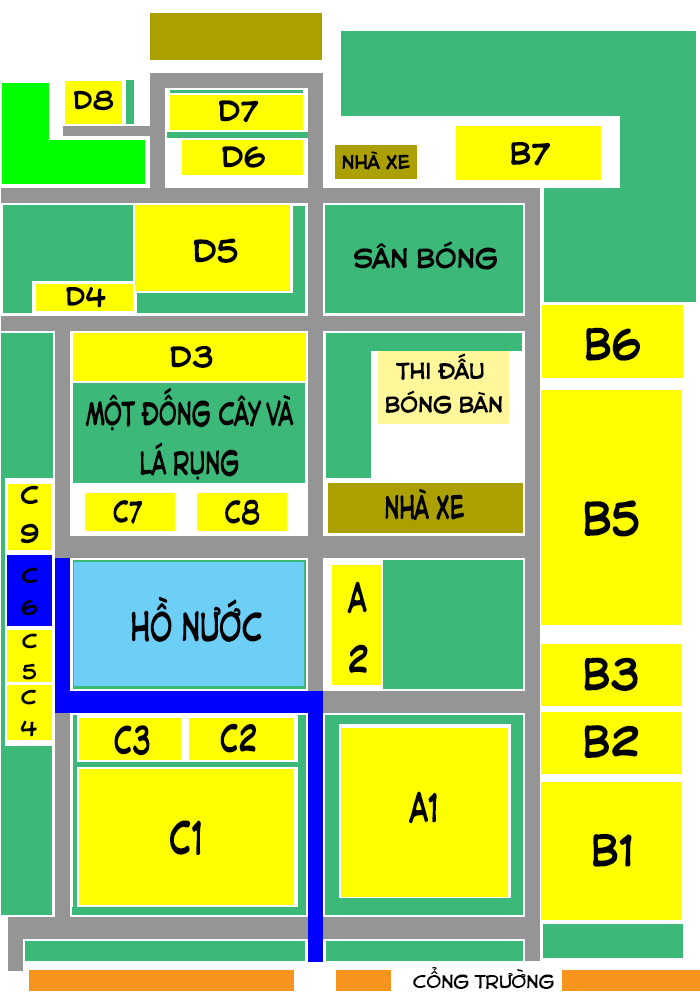 D8
D7
D6
NHÀ XE
B7
D5
SÂN BÓNG
D4
B6
D3
THI ĐẤU
BÓNG BÀN
MỘT ĐỐNG CÂY VÀ
LÁ RỤNG
C
9
C7
C8
NHÀ XE
B5
C
6
HỒ NƯỚC
A
2
C
5
B3
C
4
C3
C2
B2
C1
A1
B1
CỔNG TRƯỜNG